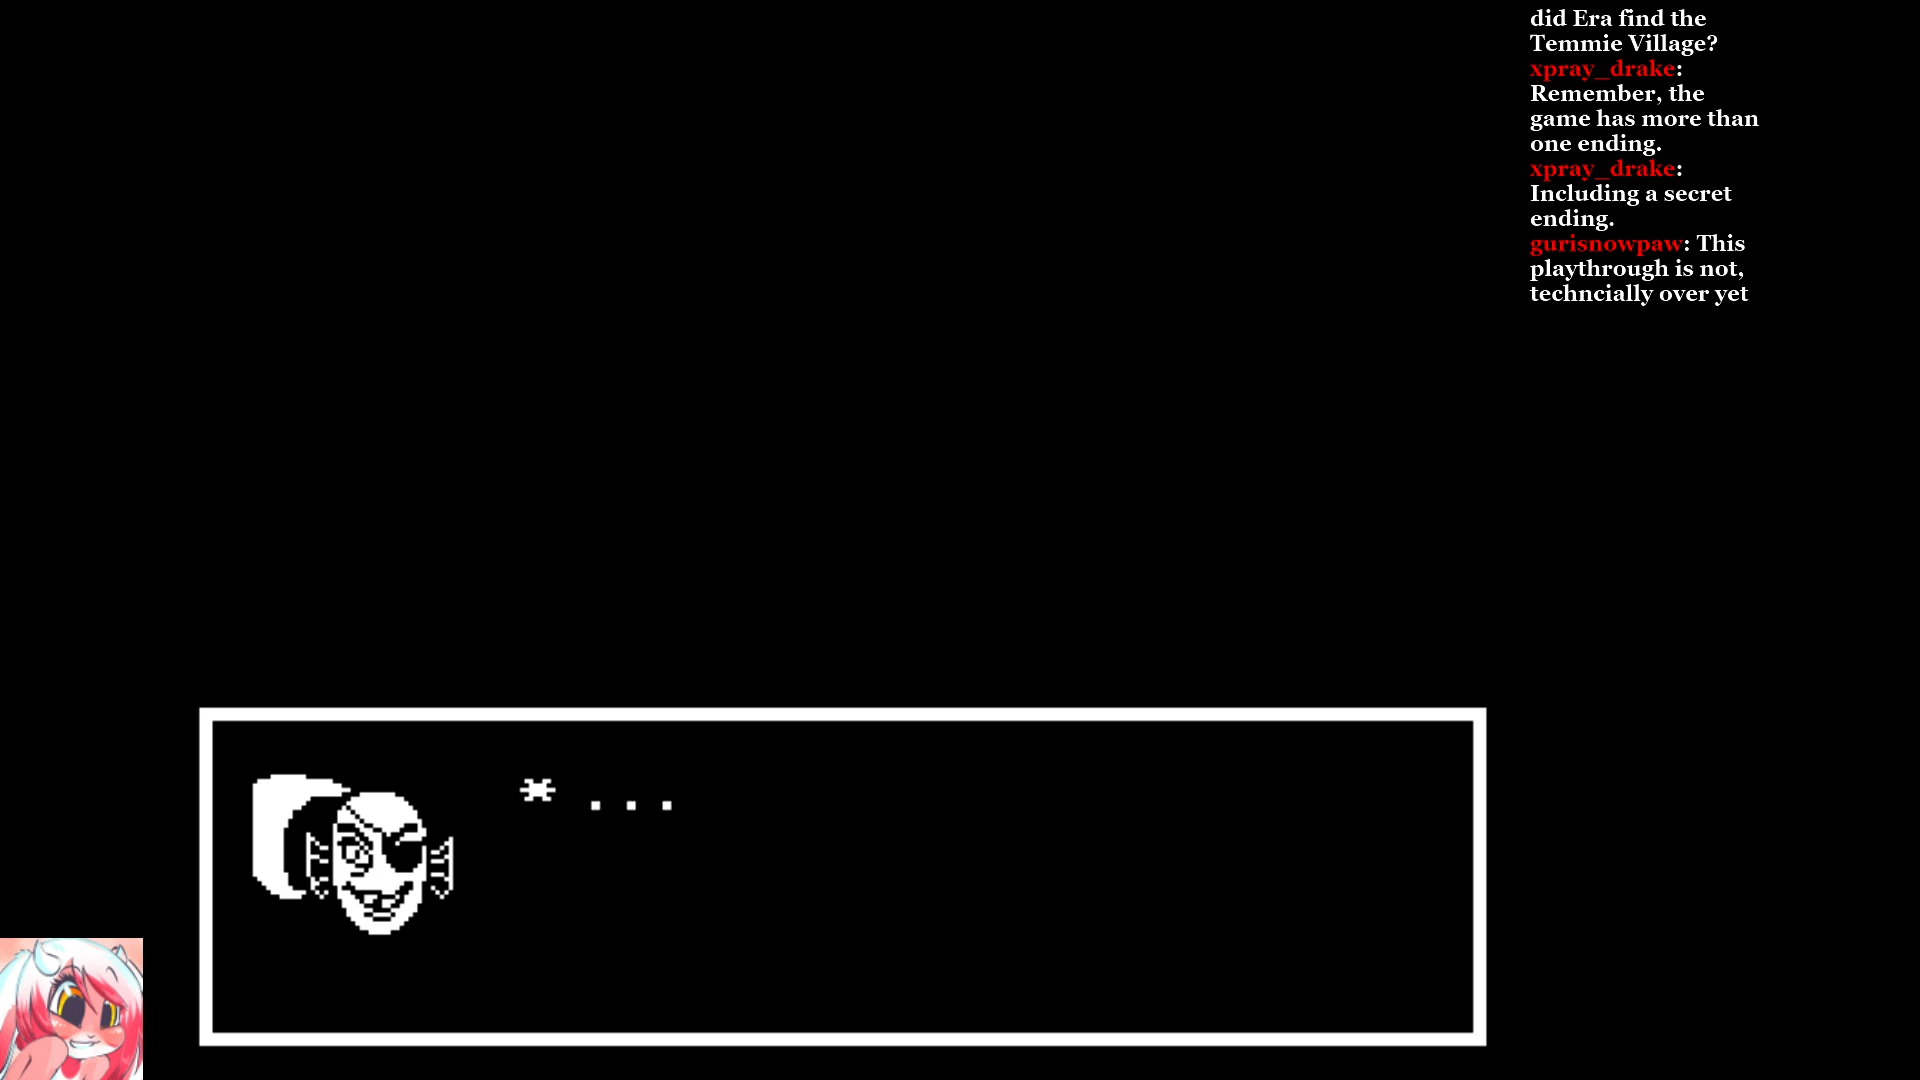 did Era find the
Temmie Village?
xpray_drake:
Remember, the
game has more than
one ending.
xpray_drake:
Including a secret
ending.
gurisnowpaw: This
playthrough is not,
techncially over yet
* ...